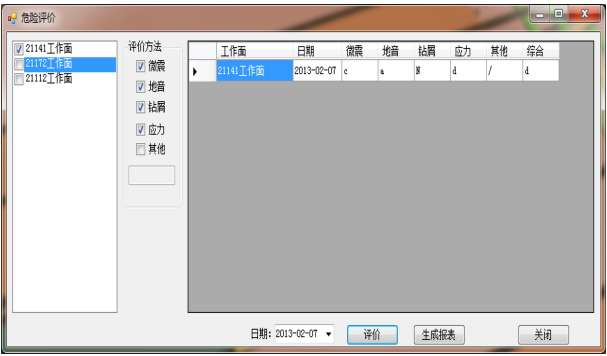 危险评价
21141工作面
21172工作面
21112工作面
评价方法
微震
地音
钻屑
应力
其他
工作面 日期 微震 地音 钻屑 应力 其他 综合
21141工作面 2013-02-07 c a N d / d
日期: 2013-02-07 评价 生成报表 关闭